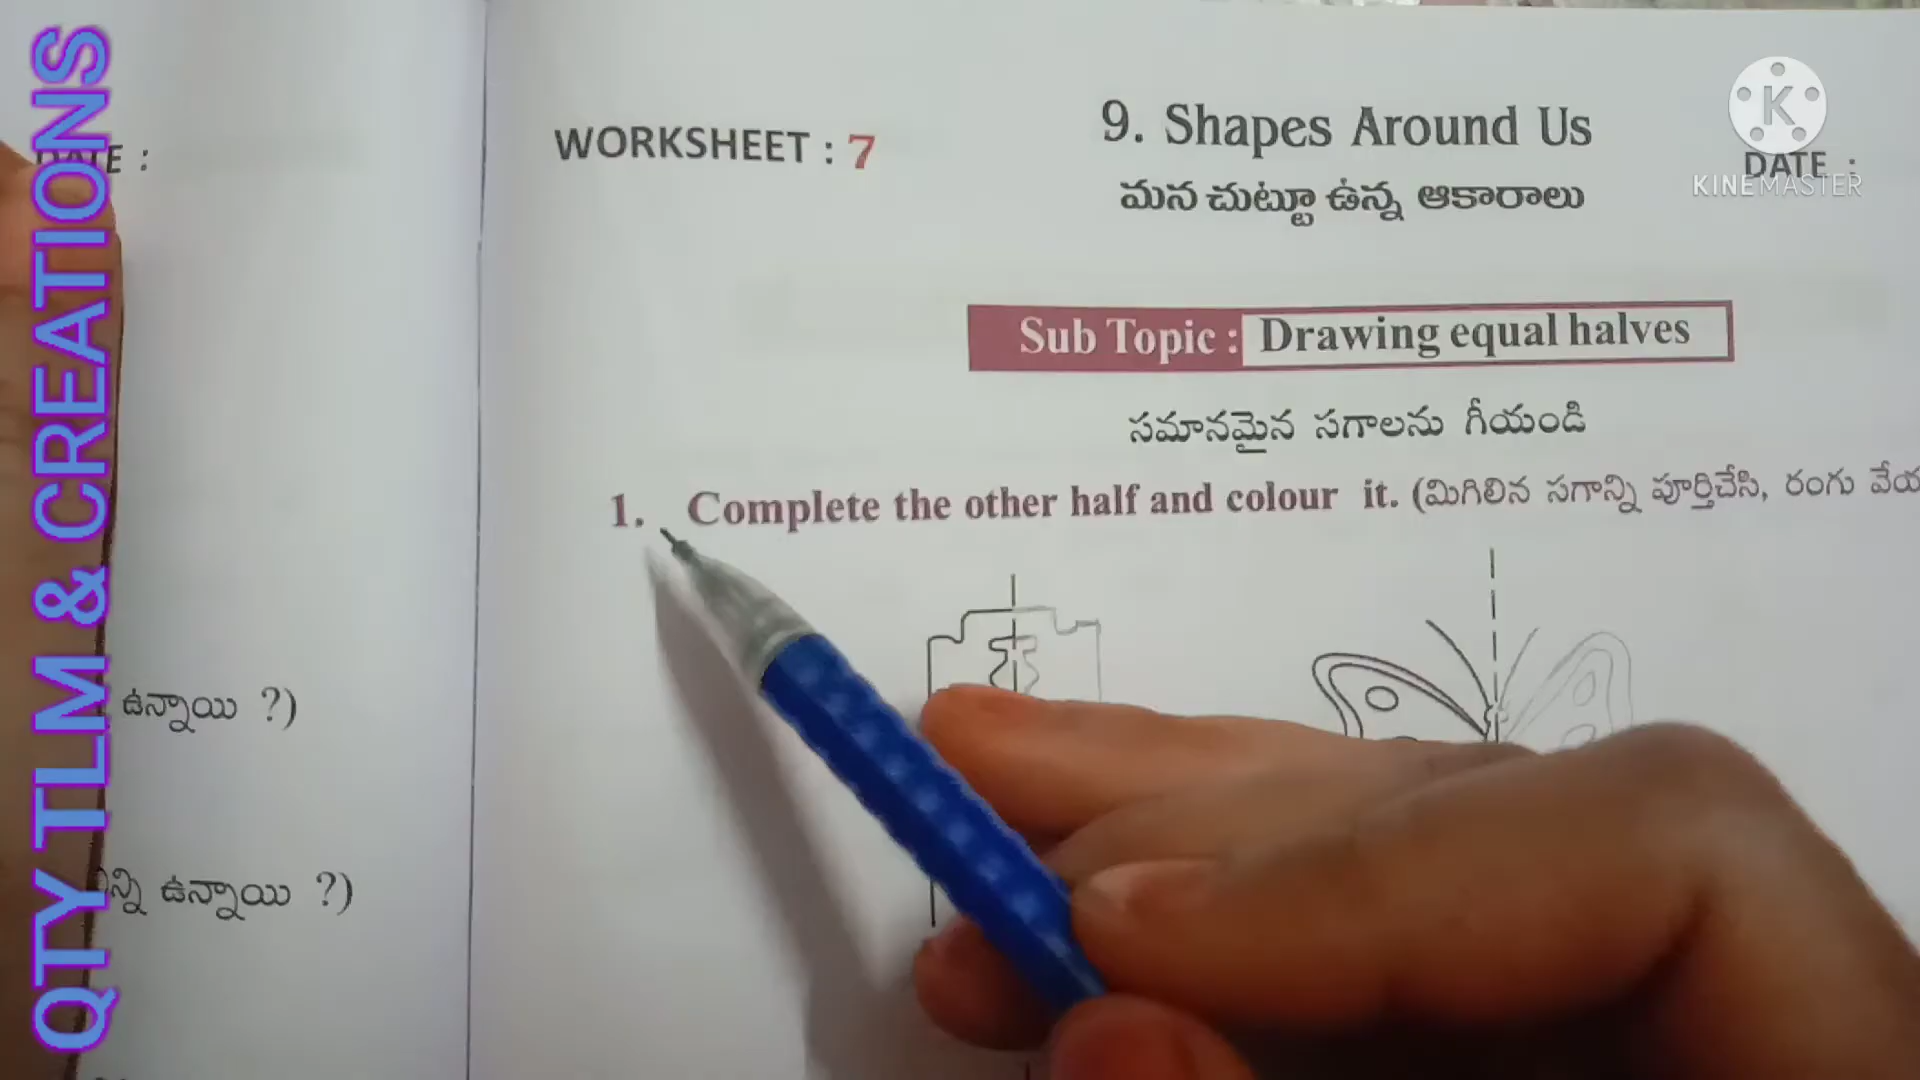 QTY TLM & CREATIONS
DATE :
WORKSHEET : 7
9. Shapes Around Us
DATE :
K
KINEMASTER
మన చుట్టూ ఉన్న ఆకారాలు
Sub Topic : Drawing equal halves
సమానమైన సగాలను గీయండి
1. Complete the other half and colour it. (మిగిలిన సగాన్ని పూర్తిచేసి, రంగు
ఉన్నాయి ?)
ఉన్నాయి ?)